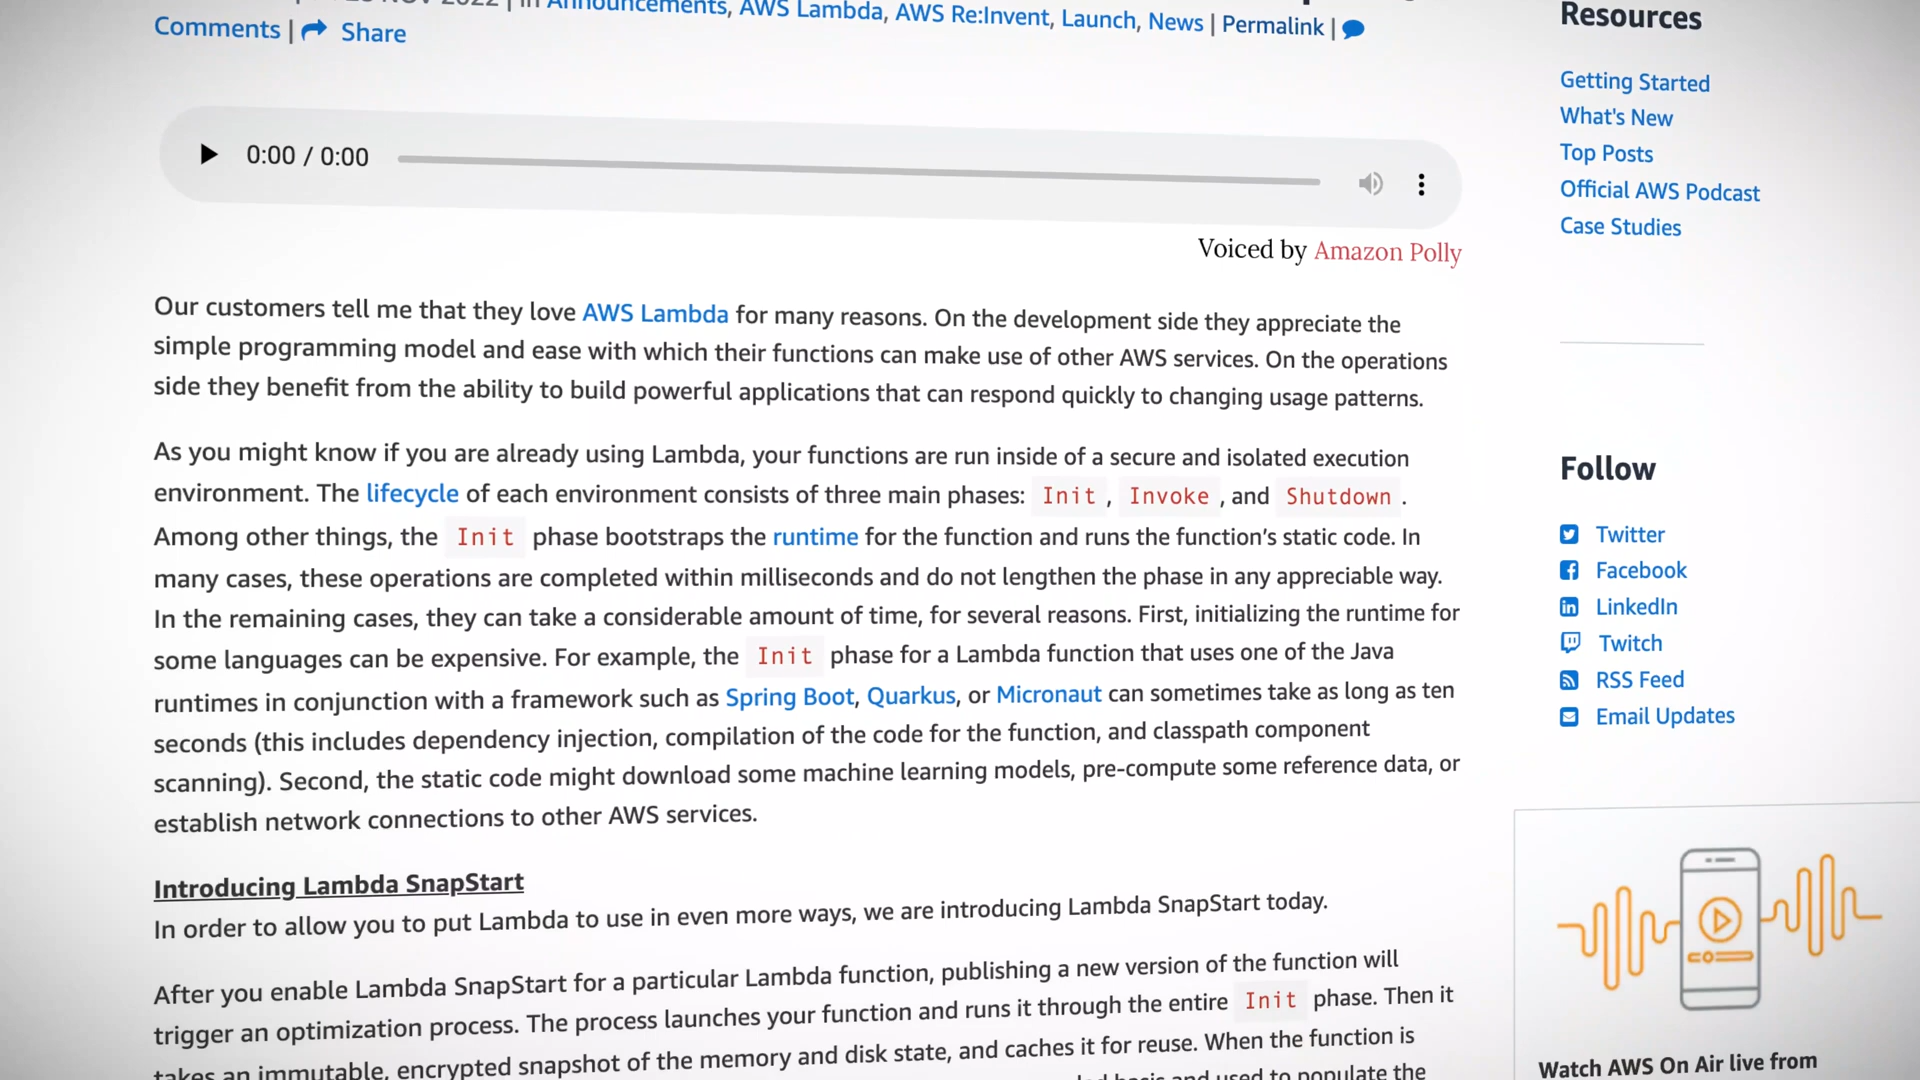 NOV 2022 | in Announcements, AWS Lambda, AWS Re:Invent, Launch, News | Permalink |
Comments | Share
0:00 / 0:00
Voiced by Amazon Polly
Our customers tell me that they love AWS Lambda for many reasons. On the development side they appreciate the
simple programming model and ease with which their functions can make use of other AWS services. On the operations
side they benefit from the ability to build powerful applications that can respond quickly to changing usage patterns.
As you might know if you are already using Lambda, your functions are run inside of a secure and isolated execution
environment. The lifecycle of each environment consists of three main phases: Init , Invoke , and Shutdown .
Among other things, the Init phase bootstraps the runtime for the function and runs the function's static code. In
many cases, these operations are completed within milliseconds and do not lengthen the phase in any appreciable way.
In the remaining cases, they can take a considerable amount of time, for several reasons. First, initializing the runtime for
some languages can be expensive. For example, the Init phase for a Lambda function that uses one of the Java
runtimes in conjunction with a framework such as Spring Boot, Quarkus, or Micronaut can sometimes take as long as ten
seconds (this includes dependency injection, compilation of the code for the function, and classpath component
scanning). Second, the static code might download some machine learning models, pre-compute some reference data, or
establish network connections to other AWS services.
Introducing Lambda SnapStart
In order to allow you to put Lambda to use in even more ways, we are introducing Lambda SnapStart today.
After you enable Lambda SnapStart for a particular Lambda function, publishing a new version of the function will
trigger an optimization process. The process launches your function and runs it through the entire Init phase. Then it
takes an immutable, encrypted snapshot of the memory and disk state, and caches it for reuse. When the function is
basis and used to populate the
Resources
Getting Started
What's New
Top Posts
Official AWS Podcast
Case Studies
Follow
Twitter
Facebook
LinkedIn
Twitch
RSS Feed
Email Updates
Watch AWS On Air live from